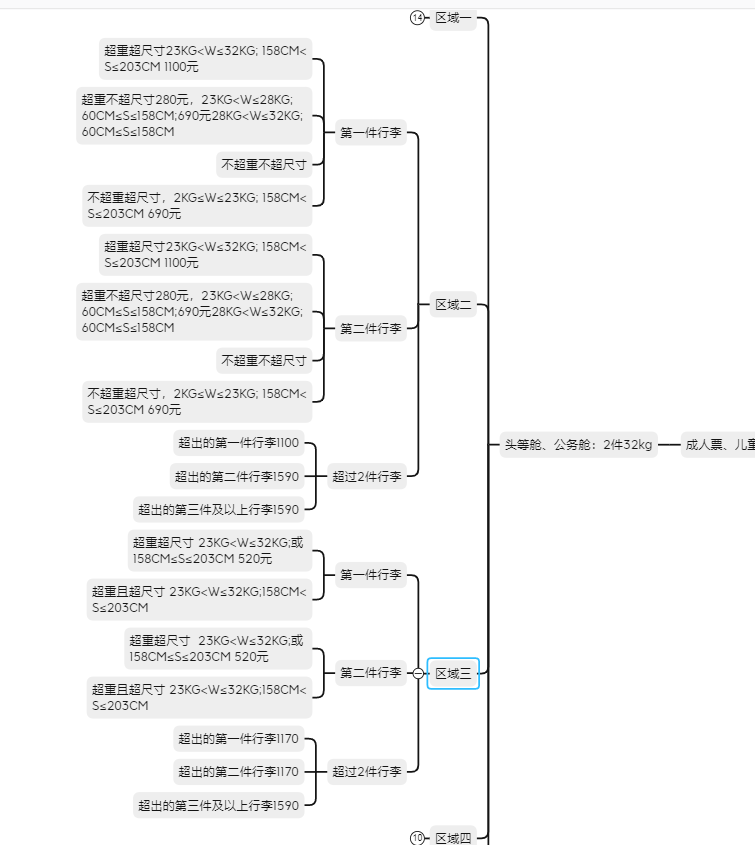 14
区域一
超重超尺寸23KG<W≤32KG; 158CM<
S≤203CM 1100元
超重不超尺寸280元，23KG<W≤28KG;
60CM≤S≤158CM;690元28KG<W≤32KG;
60CM≤S≤158CM
第一件行李
不超重不超尺寸
不超重超尺寸，2KG≤W≤23KG; 158CM<
S≤203CM 690元
超重超尺寸23KG<W≤32KG; 158CM<
S≤203CM 1100元
超重不超尺寸280元，23KG<W≤28KG;
60CM≤S≤158CM;690元28KG<W≤32KG;
60CM≤S≤158CM
第二件行李
不超重不超尺寸
不超重超尺寸，2KG≤W≤23KG; 158CM<
S≤203CM 690元
区域二
超出的第一件行李1100
超出的第二件行李1590
超出的第三件及以上行李1590
超过2件行李
头等舱、公务舱：2件32kg
成人票、儿童
超重超尺寸 23KG<W≤32KG;或
158CM≤S≤203CM 520元
第一件行李
超重且超尺寸 23KG<W≤32KG;158CM<
S≤203CM
超重超尺寸  23KG<W≤32KG;或
158CM≤S≤203CM 520元
第二件行李
超重且超尺寸 23KG<W≤32KG;158CM<
S≤203CM
区域三
超出的第一件行李1170
超出的第二件行李1170
超出的第三件及以上行李1590
超过2件行李
10
区域四